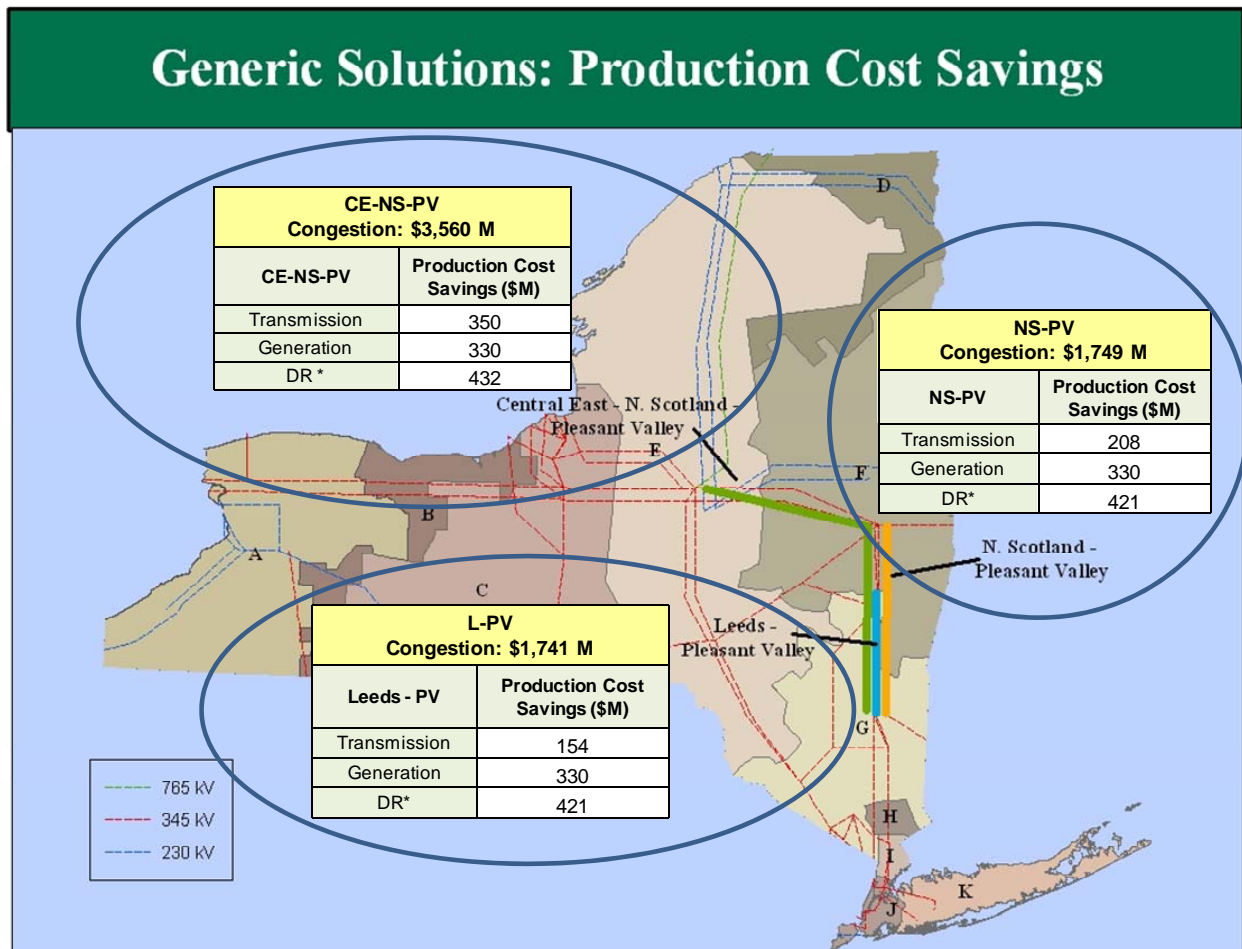 Generic Solutions: Production Cost Savings
CE-NS-PV
Congestion: $3,560 M
CE-NS-PV
Production Cost
Savings ($M)
Transmission
350
Generation
330
DR *
432
D
NS-PV
Congestion: $1,749 M
NS-PV
Production Cost
Savings ($M)
Transmission
208
Generation
330
DR*
421
Central East - N. Scotland -
Pleasant Valley
E
F
B
A
C
N. Scotland -
Pleasant Valley
L-PV
Congestion: $1,741 M
Leeds - PV
Production Cost
Savings ($M)
Transmission
154
Generation
330
DR*
421
Leeds -
Pleasant Valley
G
765 kV
345 kV
230 kV
H
I
K
J